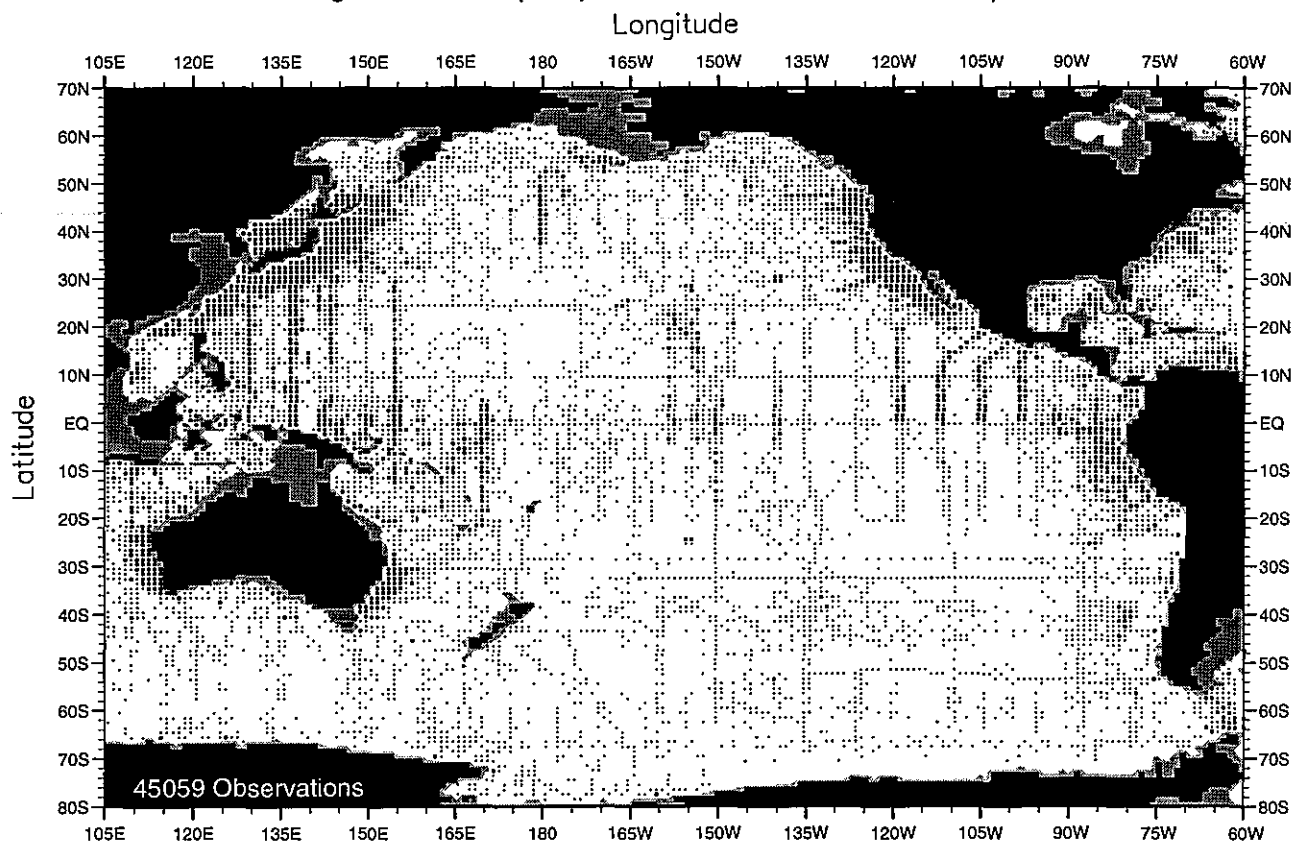 Longitude
105E 120E 135E 150E 165E 180 165W 150W 135W 120W 105W 90W 75W 60W
70N 70N
60N 60N
50N 50N
40N 40N
30N 30N
20N 20N
10N 10N
Latitude
EQ EQ
10S 10S
20S 20S
30S 30S
40S 40S
50S 50S
60S 60S
70S 70S
45059 Observations
80S 80S
105E 120E 135E 150E 165E 180 165W 150W 135W 120W 105W 90W 75W 60W